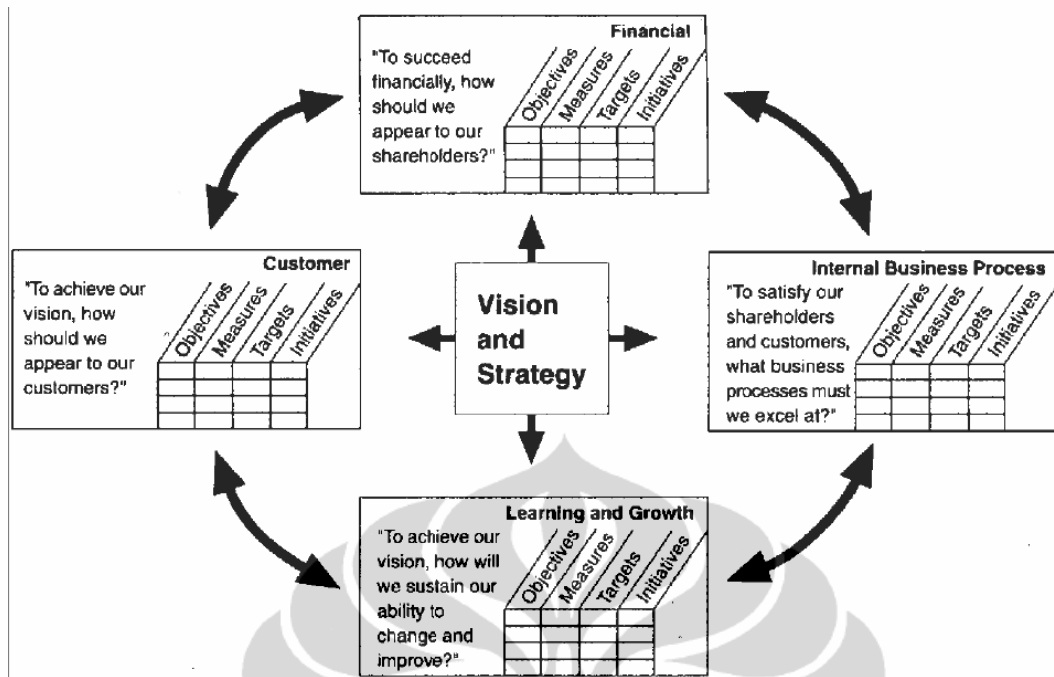 Financial
"To succeed
financially, how
should we
appear to our
shareholders?"
Objectives
Measures
Targets
Initiatives
Customer
"To achieve our
vision, how
should we
appear to our
customers?"
Objectives
Measures
Targets
Initiatives
Vision
and
Strategy
Internal Business Process
"To satisfy our
shareholders
and customers,
what business
processes must
we excel at?"
Objectives
Measures
Targets
Initiatives
Learning and Growth
"To achieve our
vision, how will
we sustain our
ability to
change and
improve?"
Objectives
Measures
Targets
Initiatives